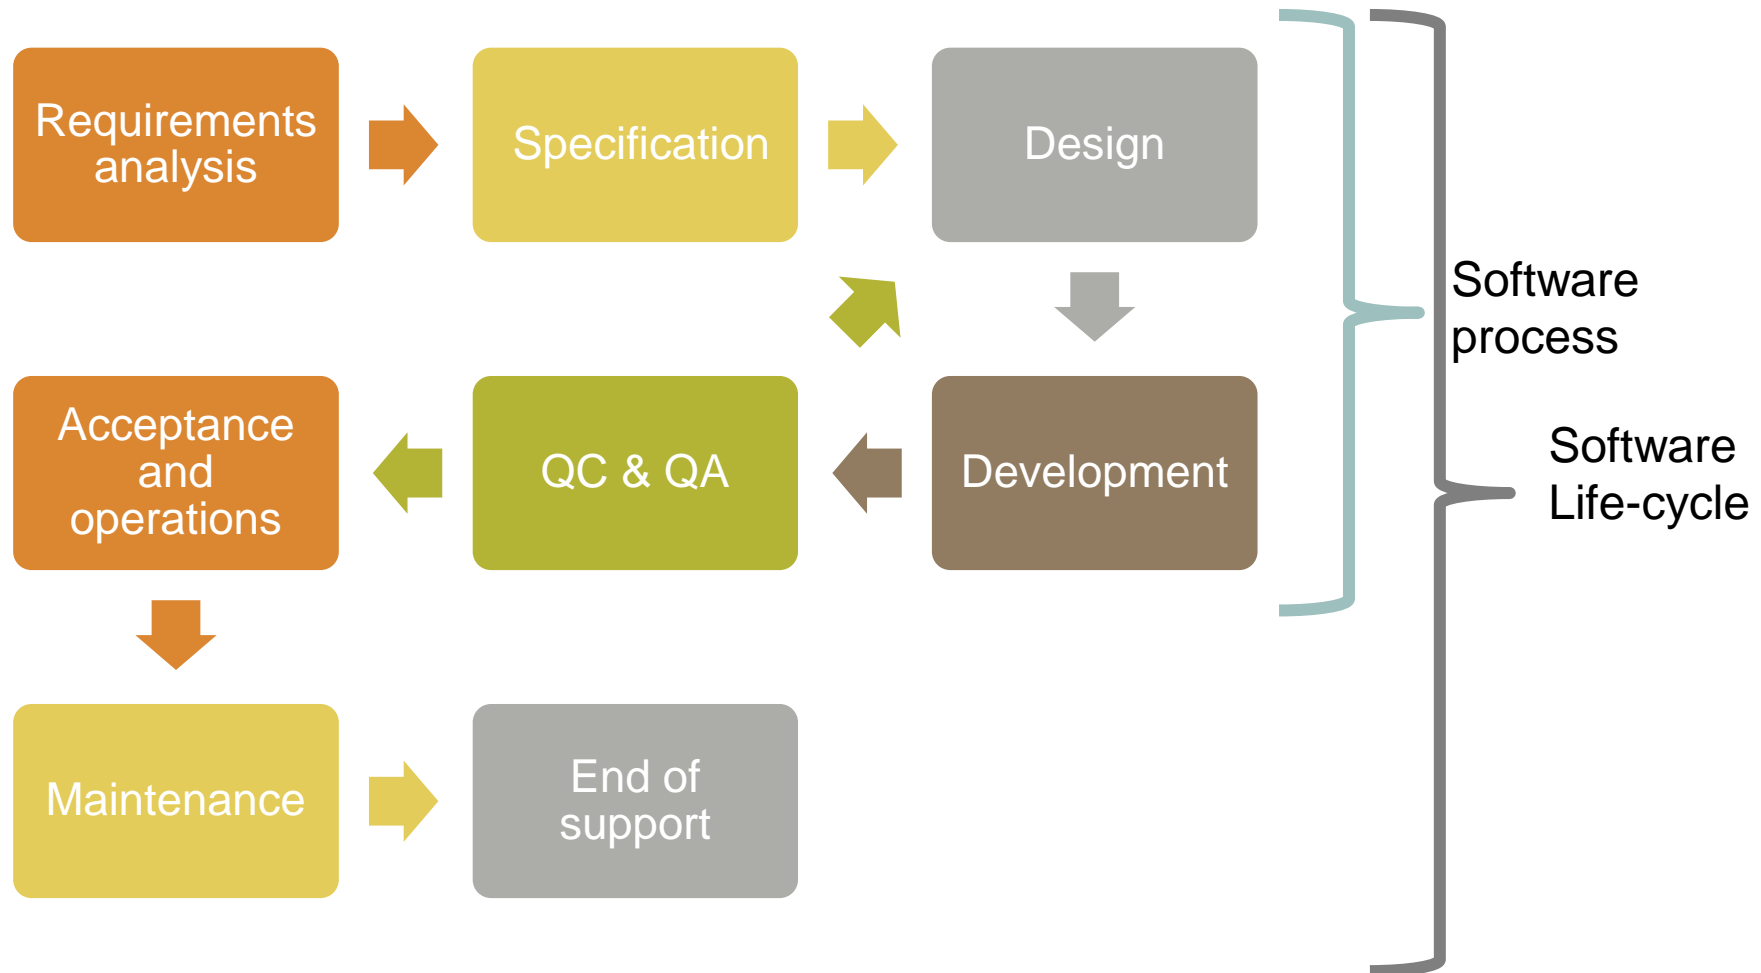 Requirements
analysis
Specification
Design
Software
process
Acceptance
and
operations
QC & QA
Development
Software
Life-cycle
Maintenance
End of
support